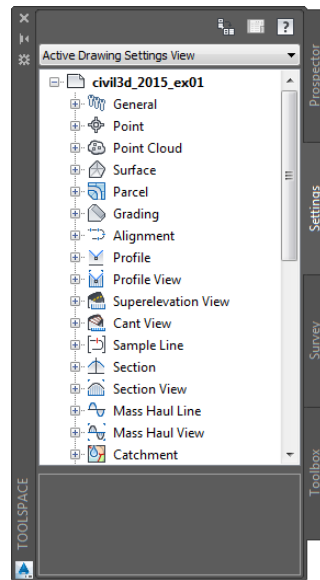 ?
Active Drawing Settings View
civil3d_2015_ex01
General
Point
Point Cloud
Surface
Parcel
Grading
Alignment
Profile
Profile View
Superelevation View
Cant View
Sample Line
Section
Section View
Mass Haul Line
Mass Haul View
Catchment
Prospector
Settings
Survey
Toolbox
TOOLSPACE